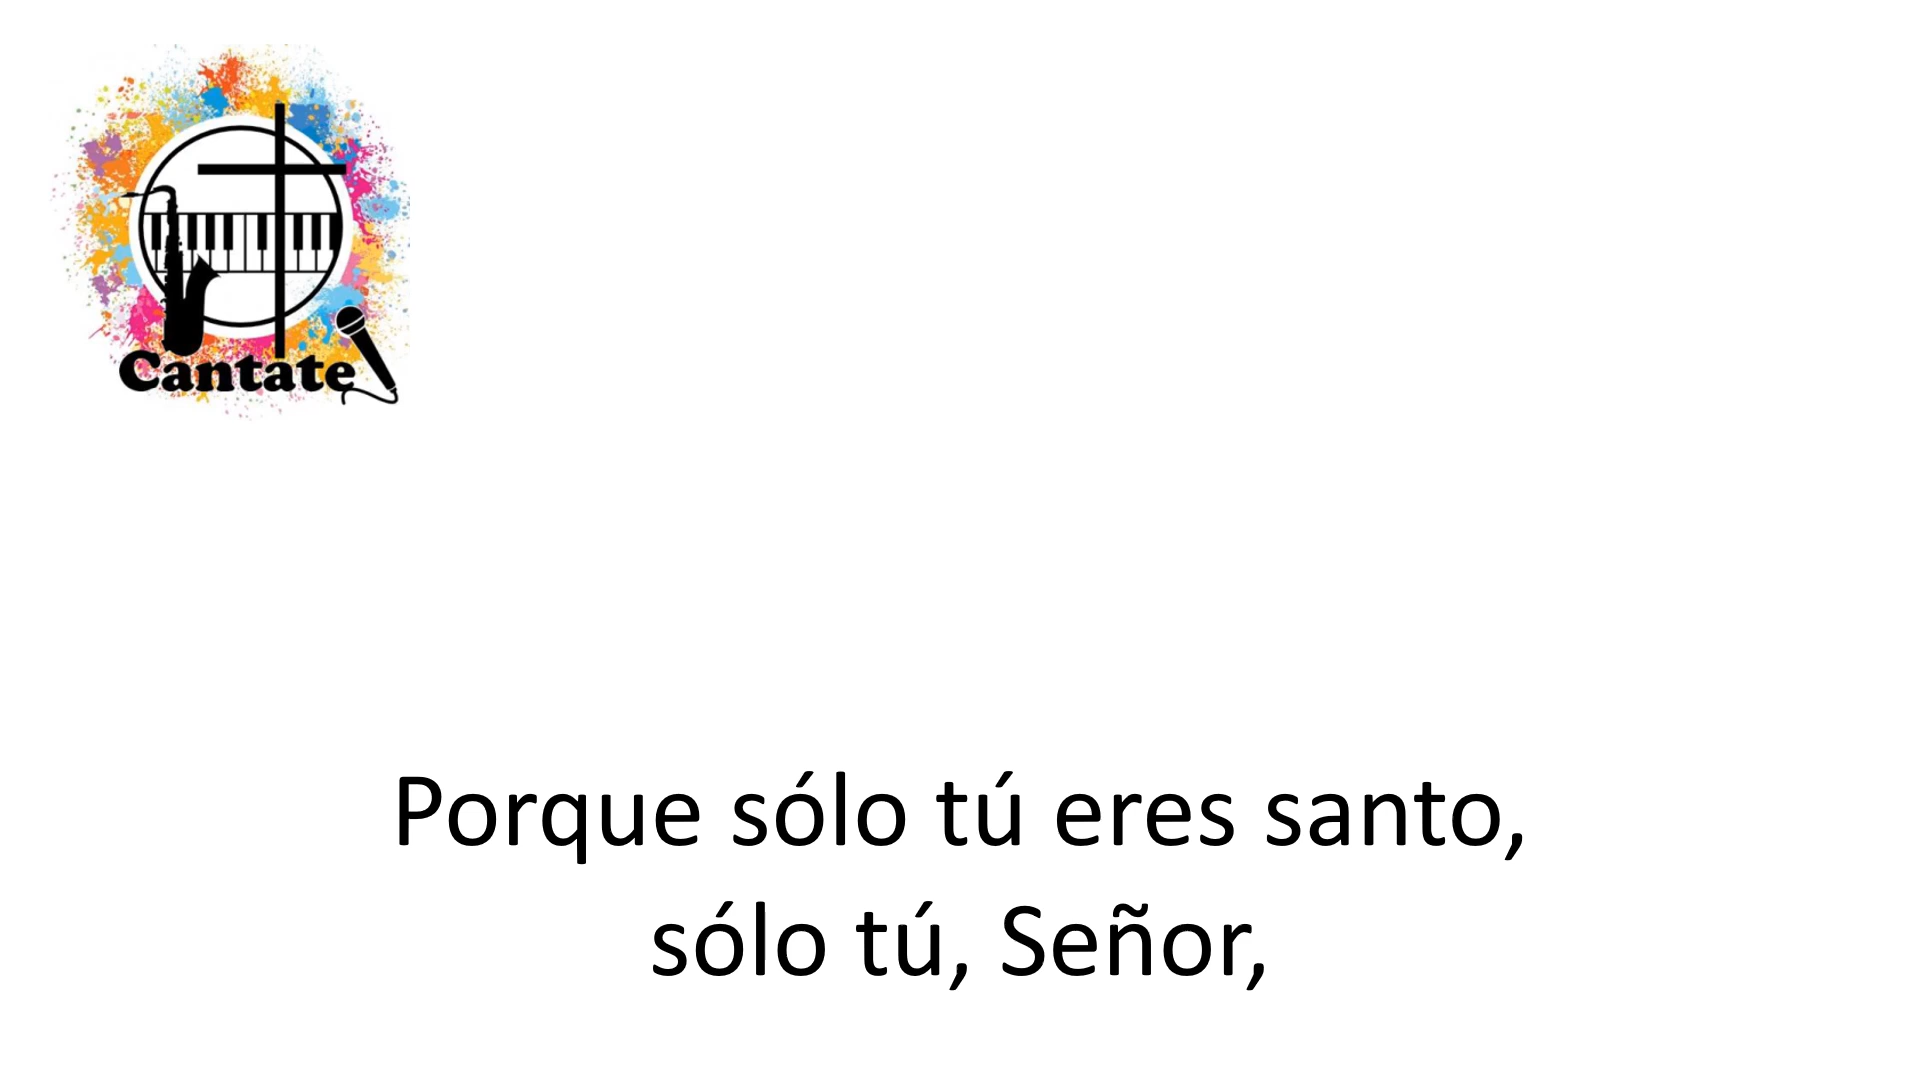 Cantate
Porque sólo tú eres santo,
sólo tú, Señor,